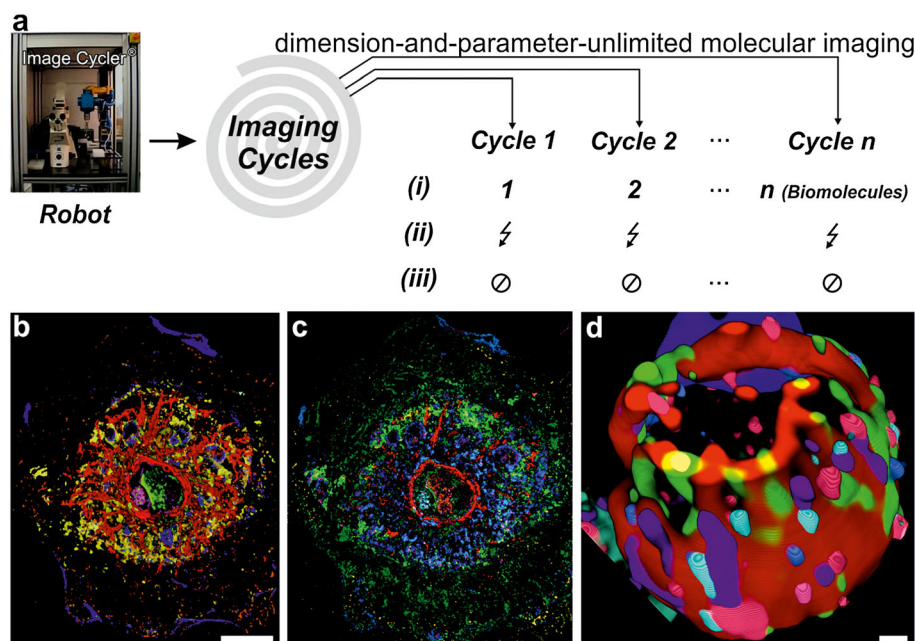 a
Image Cycler®
Robot
dimension-and-parameter-unlimited molecular imaging
Imaging
Cycles
Cycle 1 Cycle 2 ... Cycle n
(i) 1 2 ... n (Biomolecules)
(ii)
(iii) ...
b
c
d